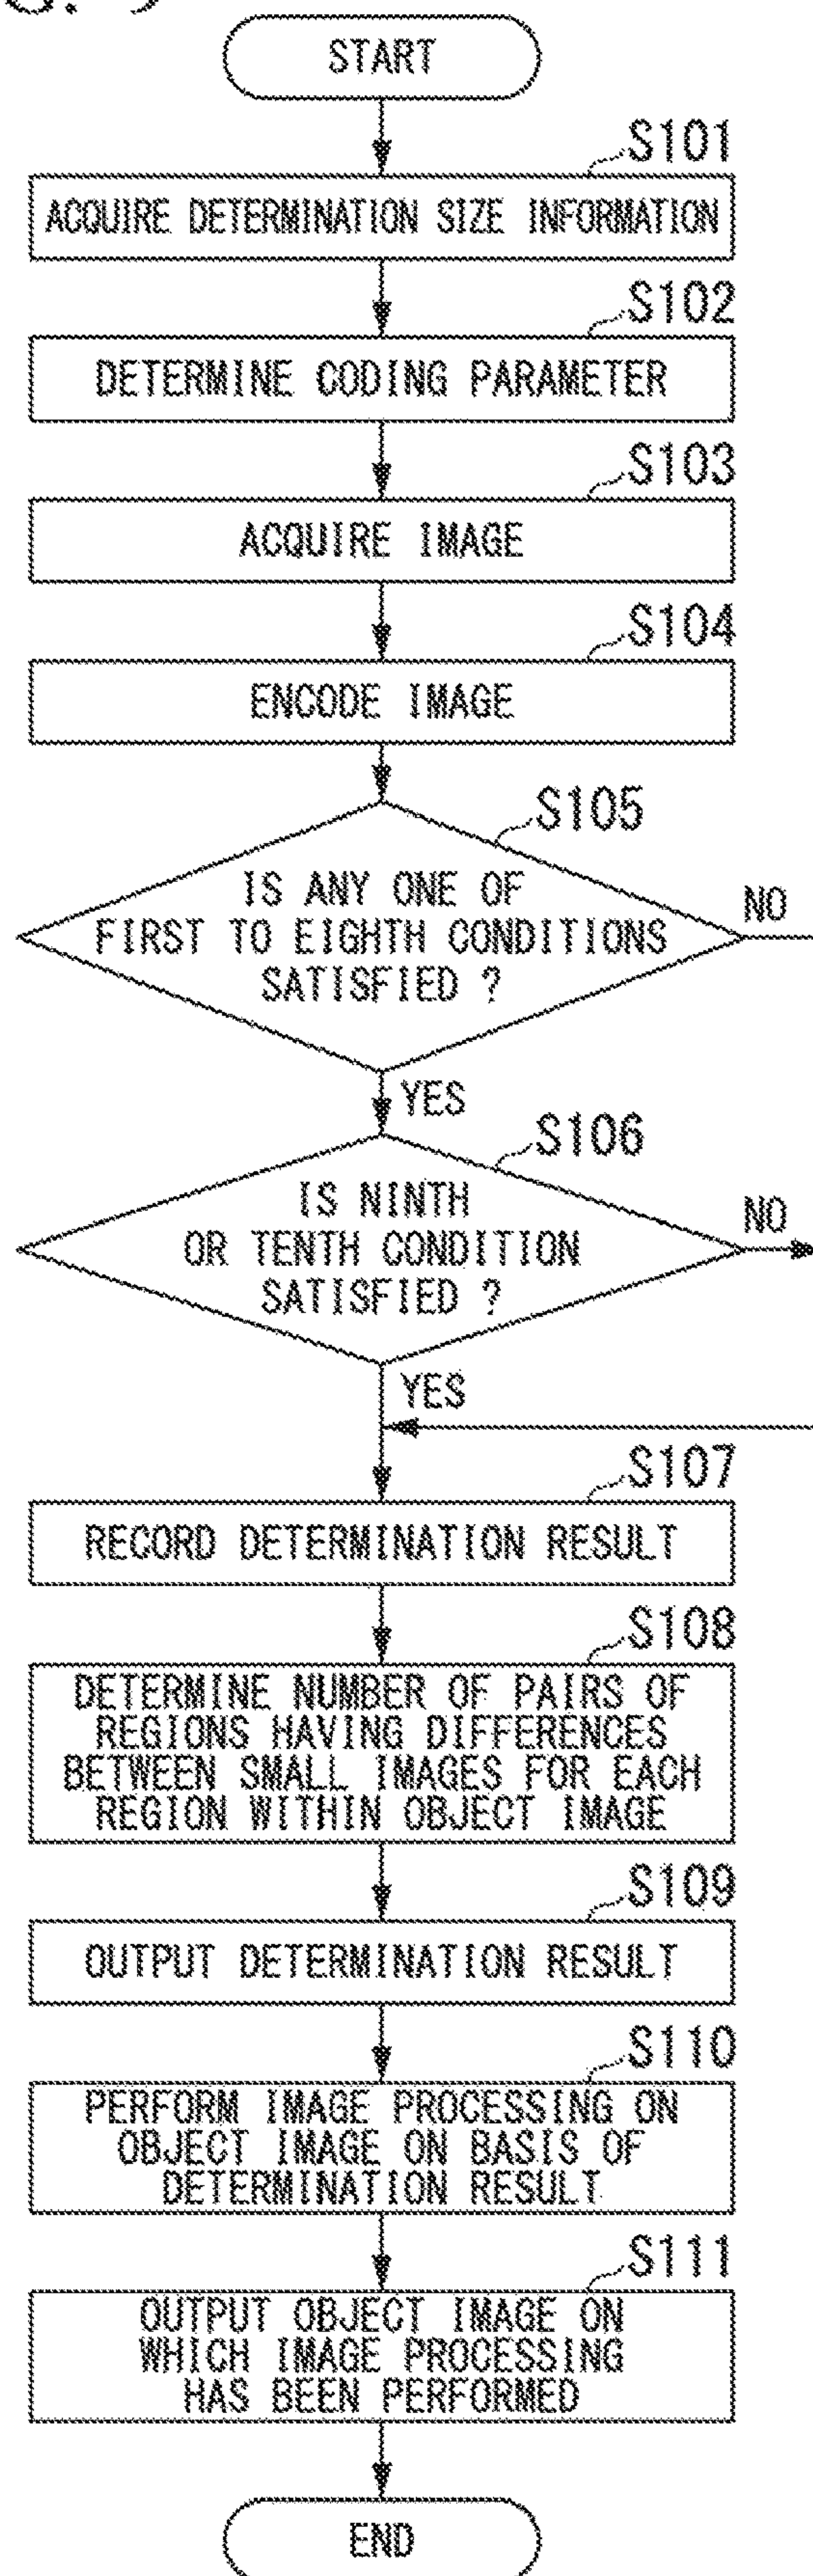 START
S101
ACQUIRE DETERMINATION SIZE INFORMATION
S102
DETERMINE CODING PARAMETER
S103
ACQUIRE IMAGE
S104
ENCODE IMAGE
S105
IS ANY ONE OF
FIRST TO EIGHTH CONDITIONS
SATISFIED ?
NO
YES
S106
IS NINTH
OR TENTH CONDITION
SATISFIED ?
NO
YES
S107
RECORD DETERMINATION RESULT
S108
DETERMINE NUMBER OF PAIRS OF
REGIONS HAVING DIFFERENCES
BETWEEN SMALL IMAGES FOR EACH
REGION WITHIN OBJECT IMAGE
S109
OUTPUT DETERMINATION RESULT
S110
PERFORM IMAGE PROCESSING ON
OBJECT IMAGE ON BASIS OF
DETERMINATION RESULT
S111
OUTPUT OBJECT IMAGE ON
WHICH IMAGE PROCESSING
HAS BEEN PERFORMED
END